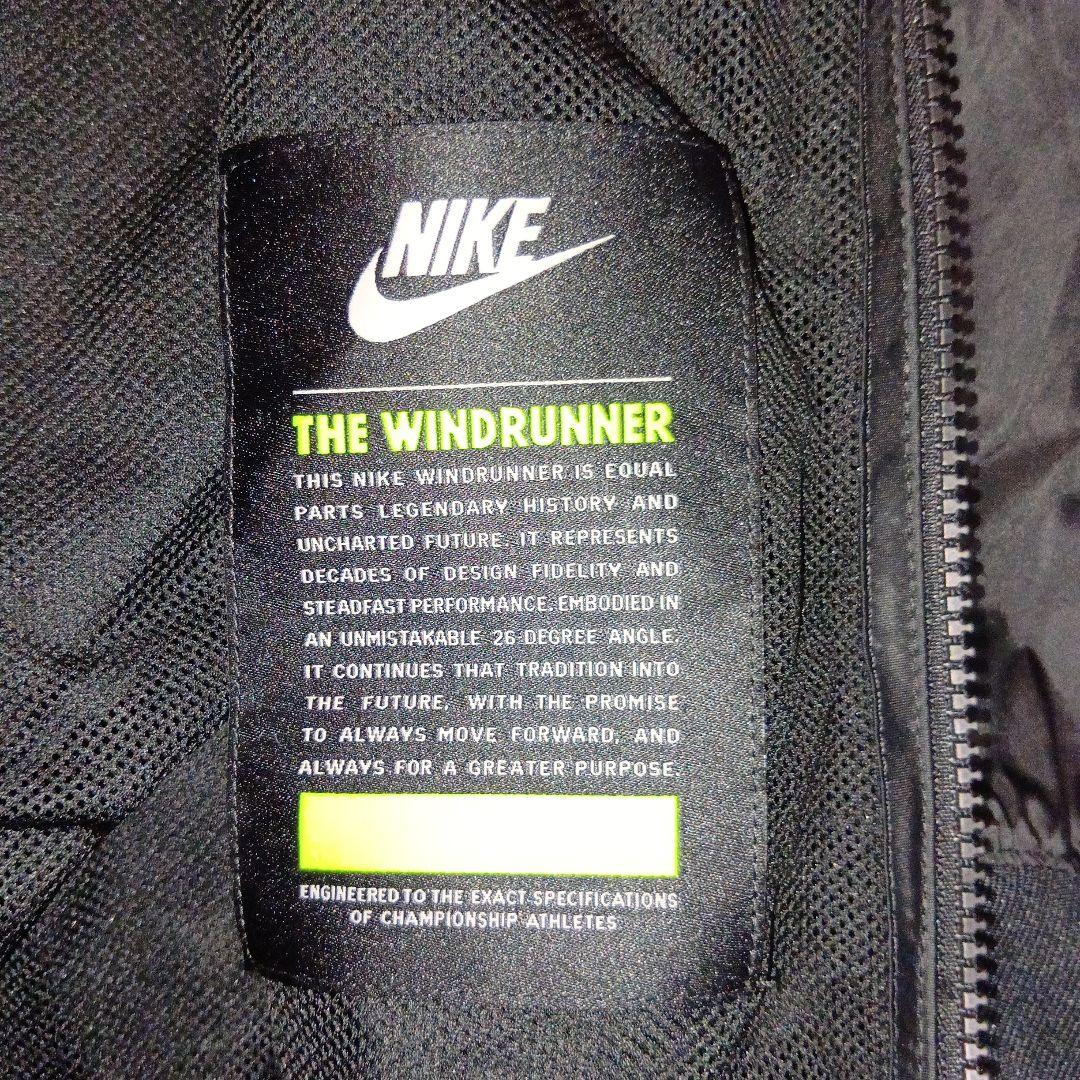 NIKE
THE WINDRUNNER
THIS NIKE WINDRUNNER IS EQUAL
PARTS LEGENDARY HISTORY AND
UNCHARTED FUTURE. IT REPRESENTS
DECADES OF DESIGN FIDELITY AND
STEADFAST PERFORMANCE. EMBODIED IN
AN UNMISTAKABLE 26 DEGREE ANGLE.
IT CONTINUES THAT TRADITION INTO
THE FUTURE, WITH THE PROMISE
TO ALWAYS MOVE FORWARD, AND
ALWAYS FOR A GREATER PURPOSE.
ENGINEERED TO THE EXACT SPECIFICATIONS
OF CHAMPIONSHIP ATHLETES